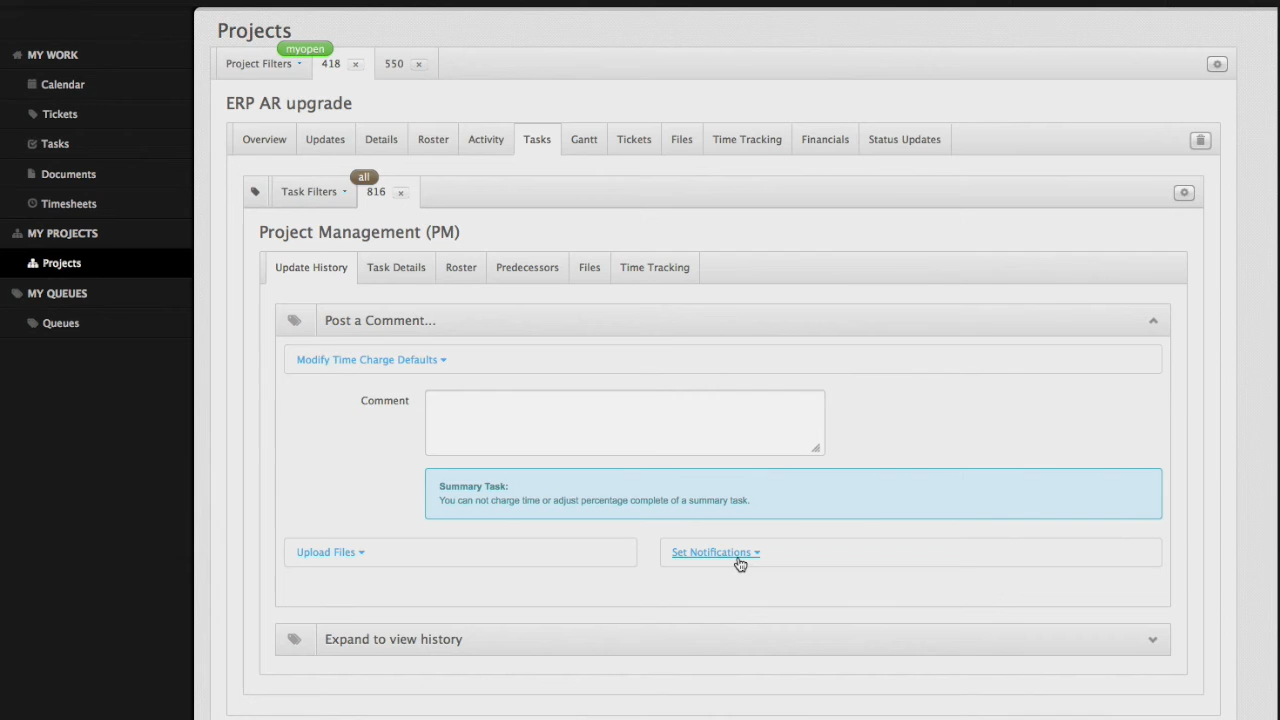 Projects
MY WORK
Calendar
Tickets
Tasks
Documents
Timesheets
MY PROJECTS
Projects
MY QUEUES
Queues
myopen
Project Filters 418 × 550 ×
ERP AR upgrade
Overview Updates Details Roster Activity Tasks Gantt Tickets Files Time Tracking Financials Status Updates
all
Task Filters 816 ×
Project Management (PM)
Update History Task Details Roster Predecessors Files Time Tracking
Post a Comment...
Modify Time Charge Defaults
Comment
Summary Task:
You can not charge time or adjust percentage complete of a summary task.
Upload Files Set Notifications
Expand to view history